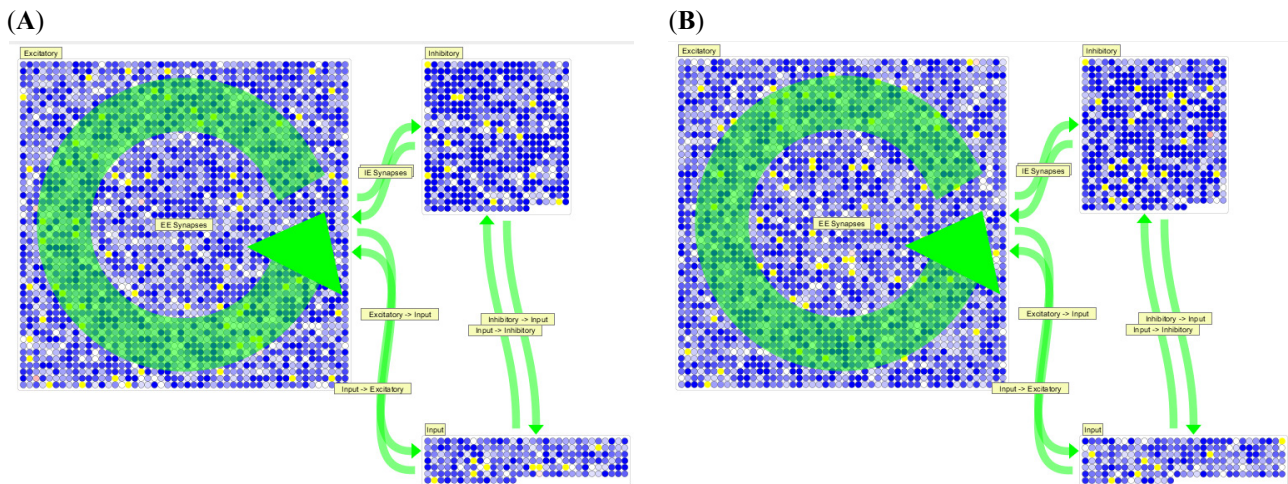 (A)
Excitatory
Inhibitory
IE Synapses
EE Synapses
Excitatory -> Input
Inhibitory -> Input
Input -> Inhibitory
Input -> Excitatory
Input
(B)
Excitatory
Inhibitory
IE Synapses
EE Synapses
Excitatory -> Input
Inhibitory -> Input
Input -> Inhibitory
Input -> Excitatory
Input